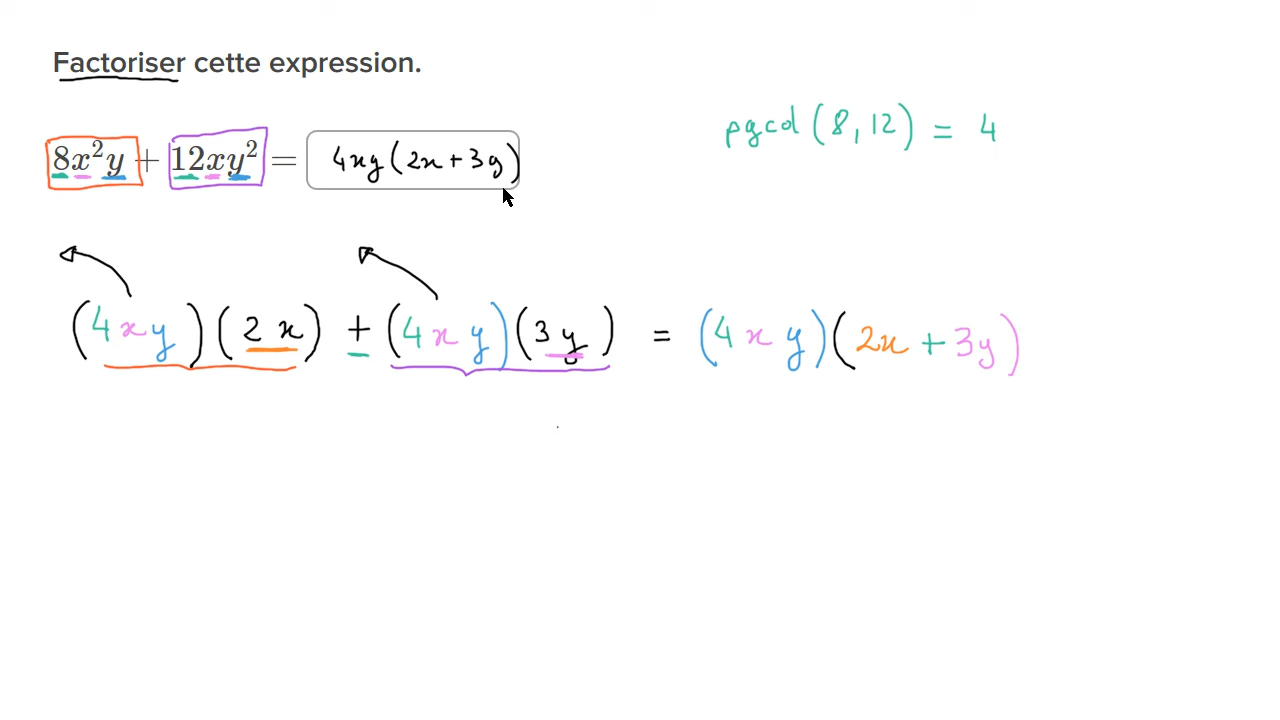 Factoriser cette expression.
pgcd (8, 12) = 4
8x²y + 12xy² = 4xy (2x + 3y)
(4xy)(2x) + (4xy)(3y) = (4xy)(2x + 3y)